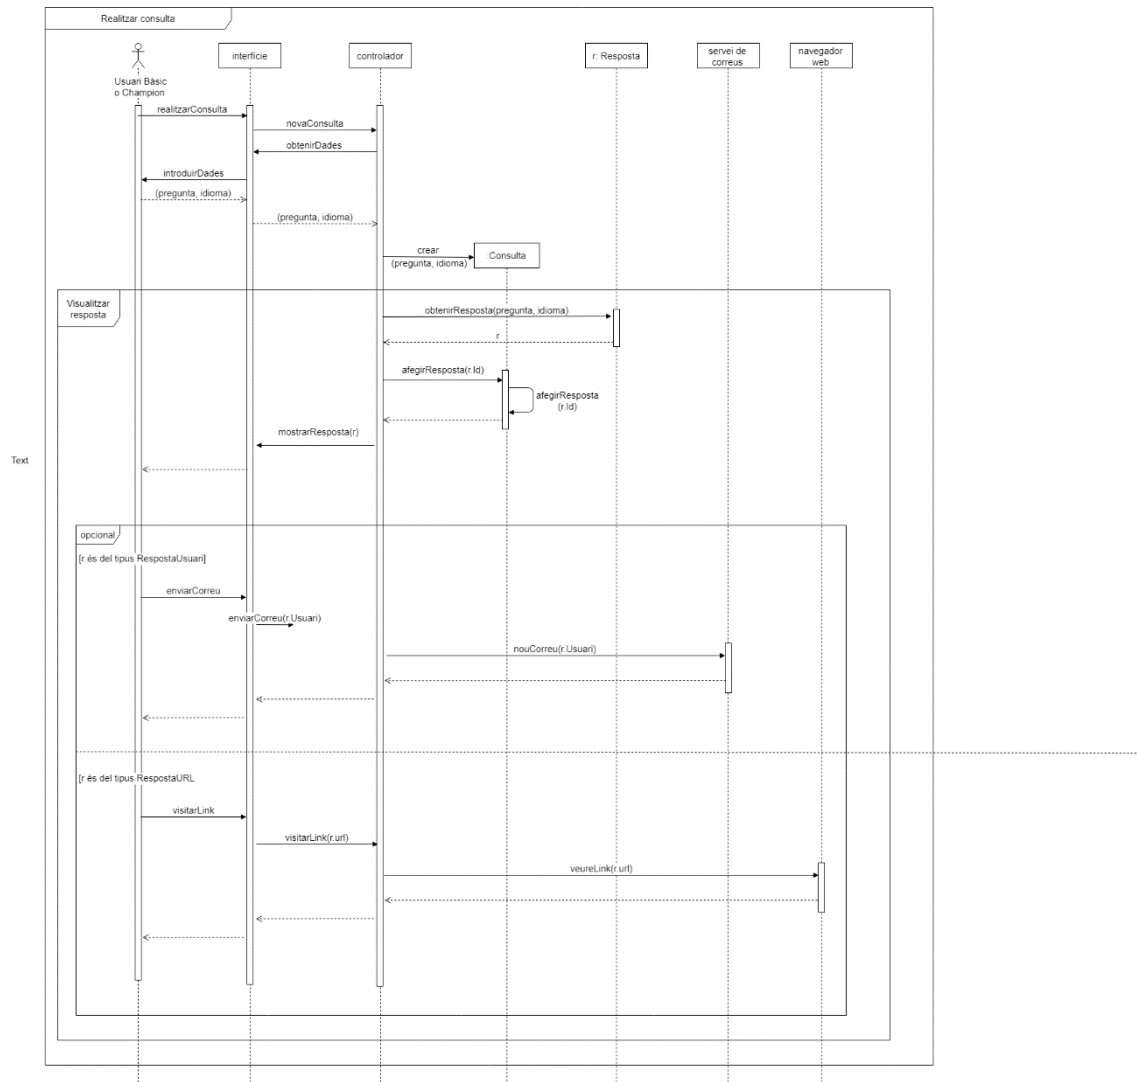 Realitzar consulta
interfície
controlador
r: Resposta
servei de
correus
navegador
web
Usuari Bàsic
o Champion
realitzarConsulta
novaConsulta
obtenirDades
introduirDades
(pregunta, idioma)
(pregunta, idioma)
crear
(pregunta, idioma)
:Consulta
Visualitzar
resposta
obtenirResposta(pregunta, idioma)
r
afegirResposta(r.Id)
afegirResposta
(r.Id)
mostrarResposta(r)
Text
opcional
[r és del tipus RespostaUsuari]
enviarCorreu
enviarCorreu(r.Usuari)
nouCorreu(r.Usuari)
[r és del tipus RespostaURL
visitarLink
visitarLink(r.url)
veureLink(r.url)